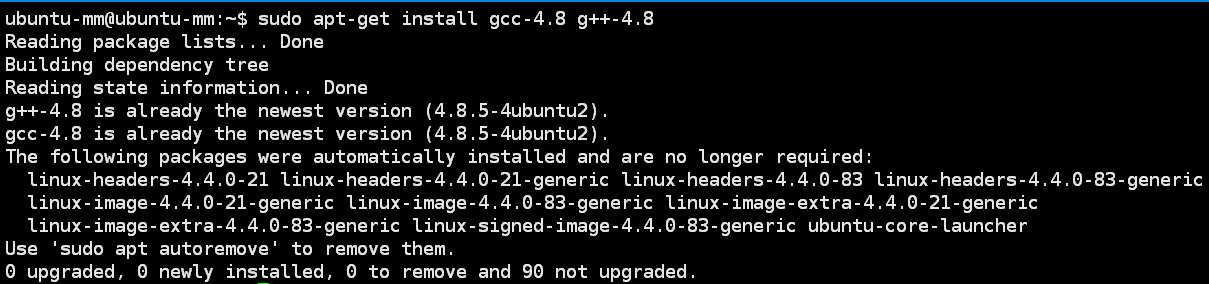 ubuntu-mm@ubuntu-mm:~$ sudo apt-get install gcc-4.8 g++-4.8
Reading package lists... Done
Building dependency tree
Reading state information... Done
g++-4.8 is already the newest version (4.8.5-4ubuntu2).
gcc-4.8 is already the newest version (4.8.5-4ubuntu2).
The following packages were automatically installed and are no longer required:
  linux-headers-4.4.0-21 linux-headers-4.4.0-21-generic linux-headers-4.4.0-83 linux-headers-4.4.0-83-generic
  linux-image-4.4.0-21-generic linux-image-4.4.0-83-generic linux-image-extra-4.4.0-21-generic
  linux-image-extra-4.4.0-83-generic linux-signed-image-4.4.0-83-generic ubuntu-core-launcher
Use 'sudo apt autoremove' to remove them.
0 upgraded, 0 newly installed, 0 to remove and 90 not upgraded.